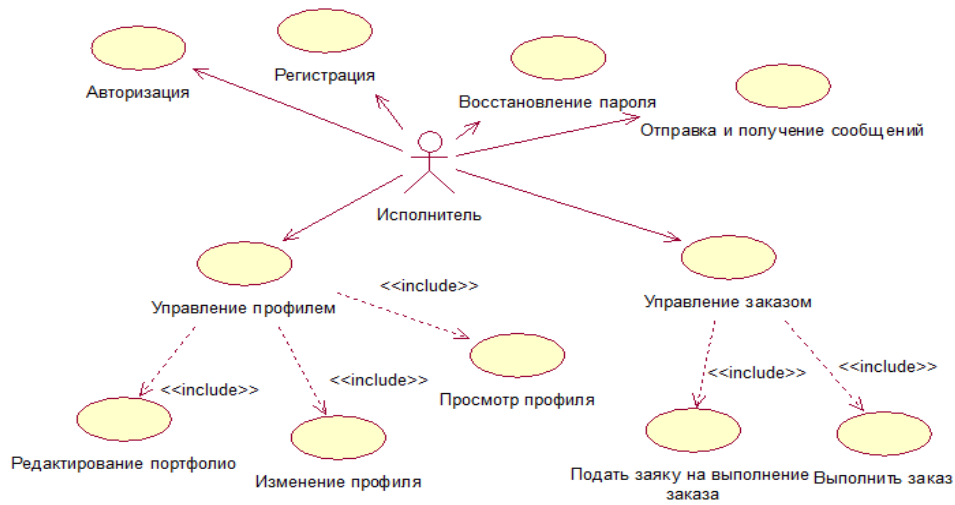 Регистрация
Авторизация
Восстановление пароля
Отправка и получение сообщений
Исполнитель
Управление профилем
<<include>>
Управление заказом
<<include>>
<<include>>
Просмотр профиля
<<include>>
<<include>>
Редактирование портфолио
Изменение профиля
Подать заяку на выполнение
заказа
Выполнить заказ